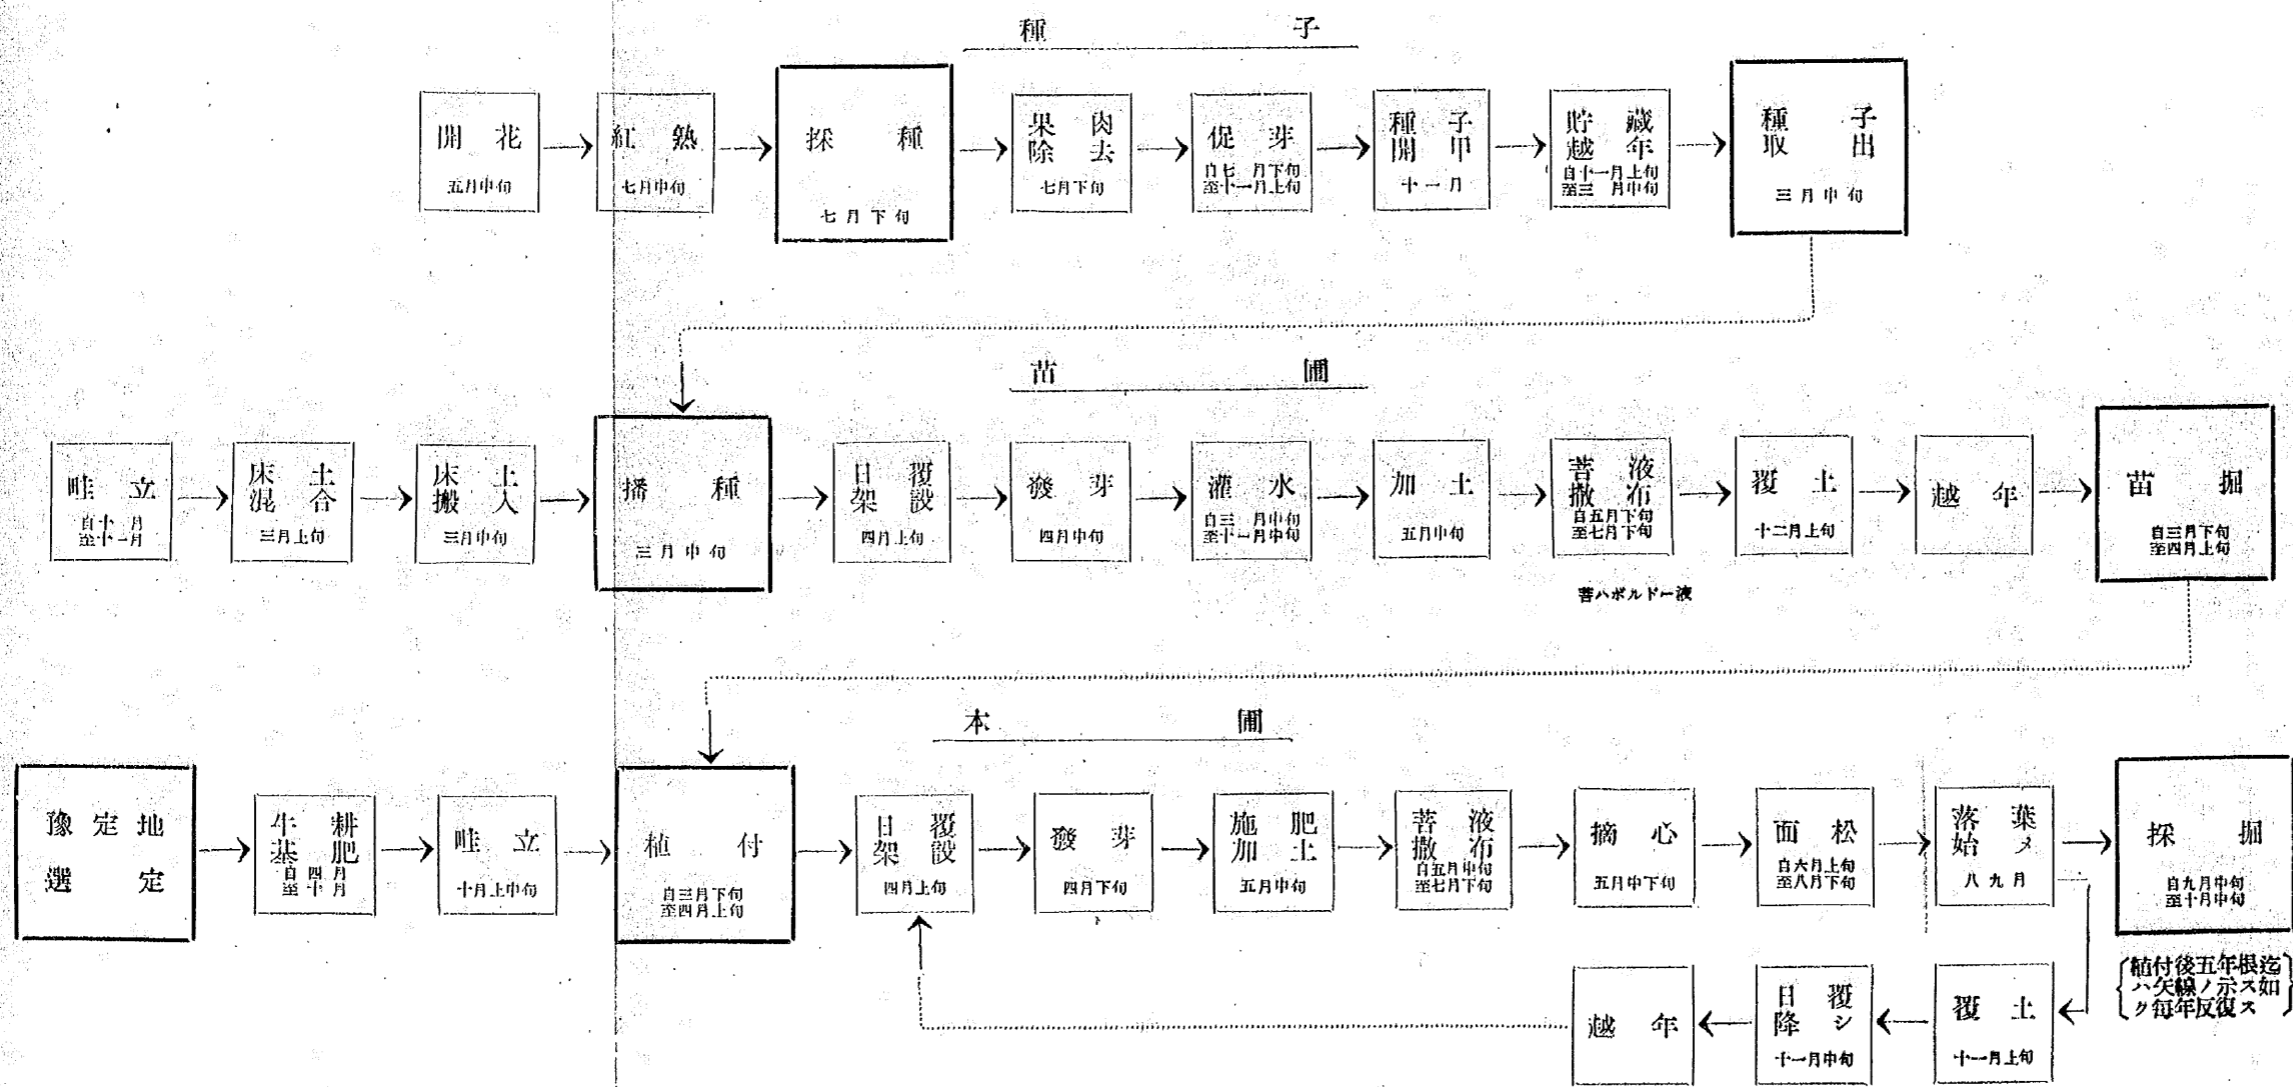 種子
開花
五月中旬
紅熟
七月中旬
採種
七月下旬
果肉
除去
七月下旬
促芽
自七月下旬
至十一月上旬
種子
開甲
十一月
貯藏
越年
自十一月上旬
至三月中旬
種子
取出
三月中旬
苗圃
畦立
自十月
至十一月
床土
混合
三月上旬
床土
搬入
三月中旬
播種
三月中旬
日覆
架設
四月上旬
發芽
四月中旬
灌水
自三月中旬
至十一月中旬
加土
五月中旬
菩液
撒布
自五月下旬
至七月下旬
覆土
十二月上旬
越年
苗掘
自三月下旬
至四月上旬
菩ハボルドー液
本圃
豫定地
選定
牛耕
基肥
自四月
至十月
畦立
十月上中旬
植付
自三月下旬
至四月上旬
日覆
架設
四月上旬
發芽
四月下旬
施肥
加土
五月中旬
菩液
撒布
自五月中旬
至七月下旬
摘心
五月中下旬
面松
自六月上旬
至八月下旬
落葉
始メ
八九月
採掘
自九月中旬
至十月中旬
植付後五年根迄
ハ矢線ノ示ス如
ク每年反復ス
覆土
十一月上旬
日覆
降シ
十一月中旬
越年